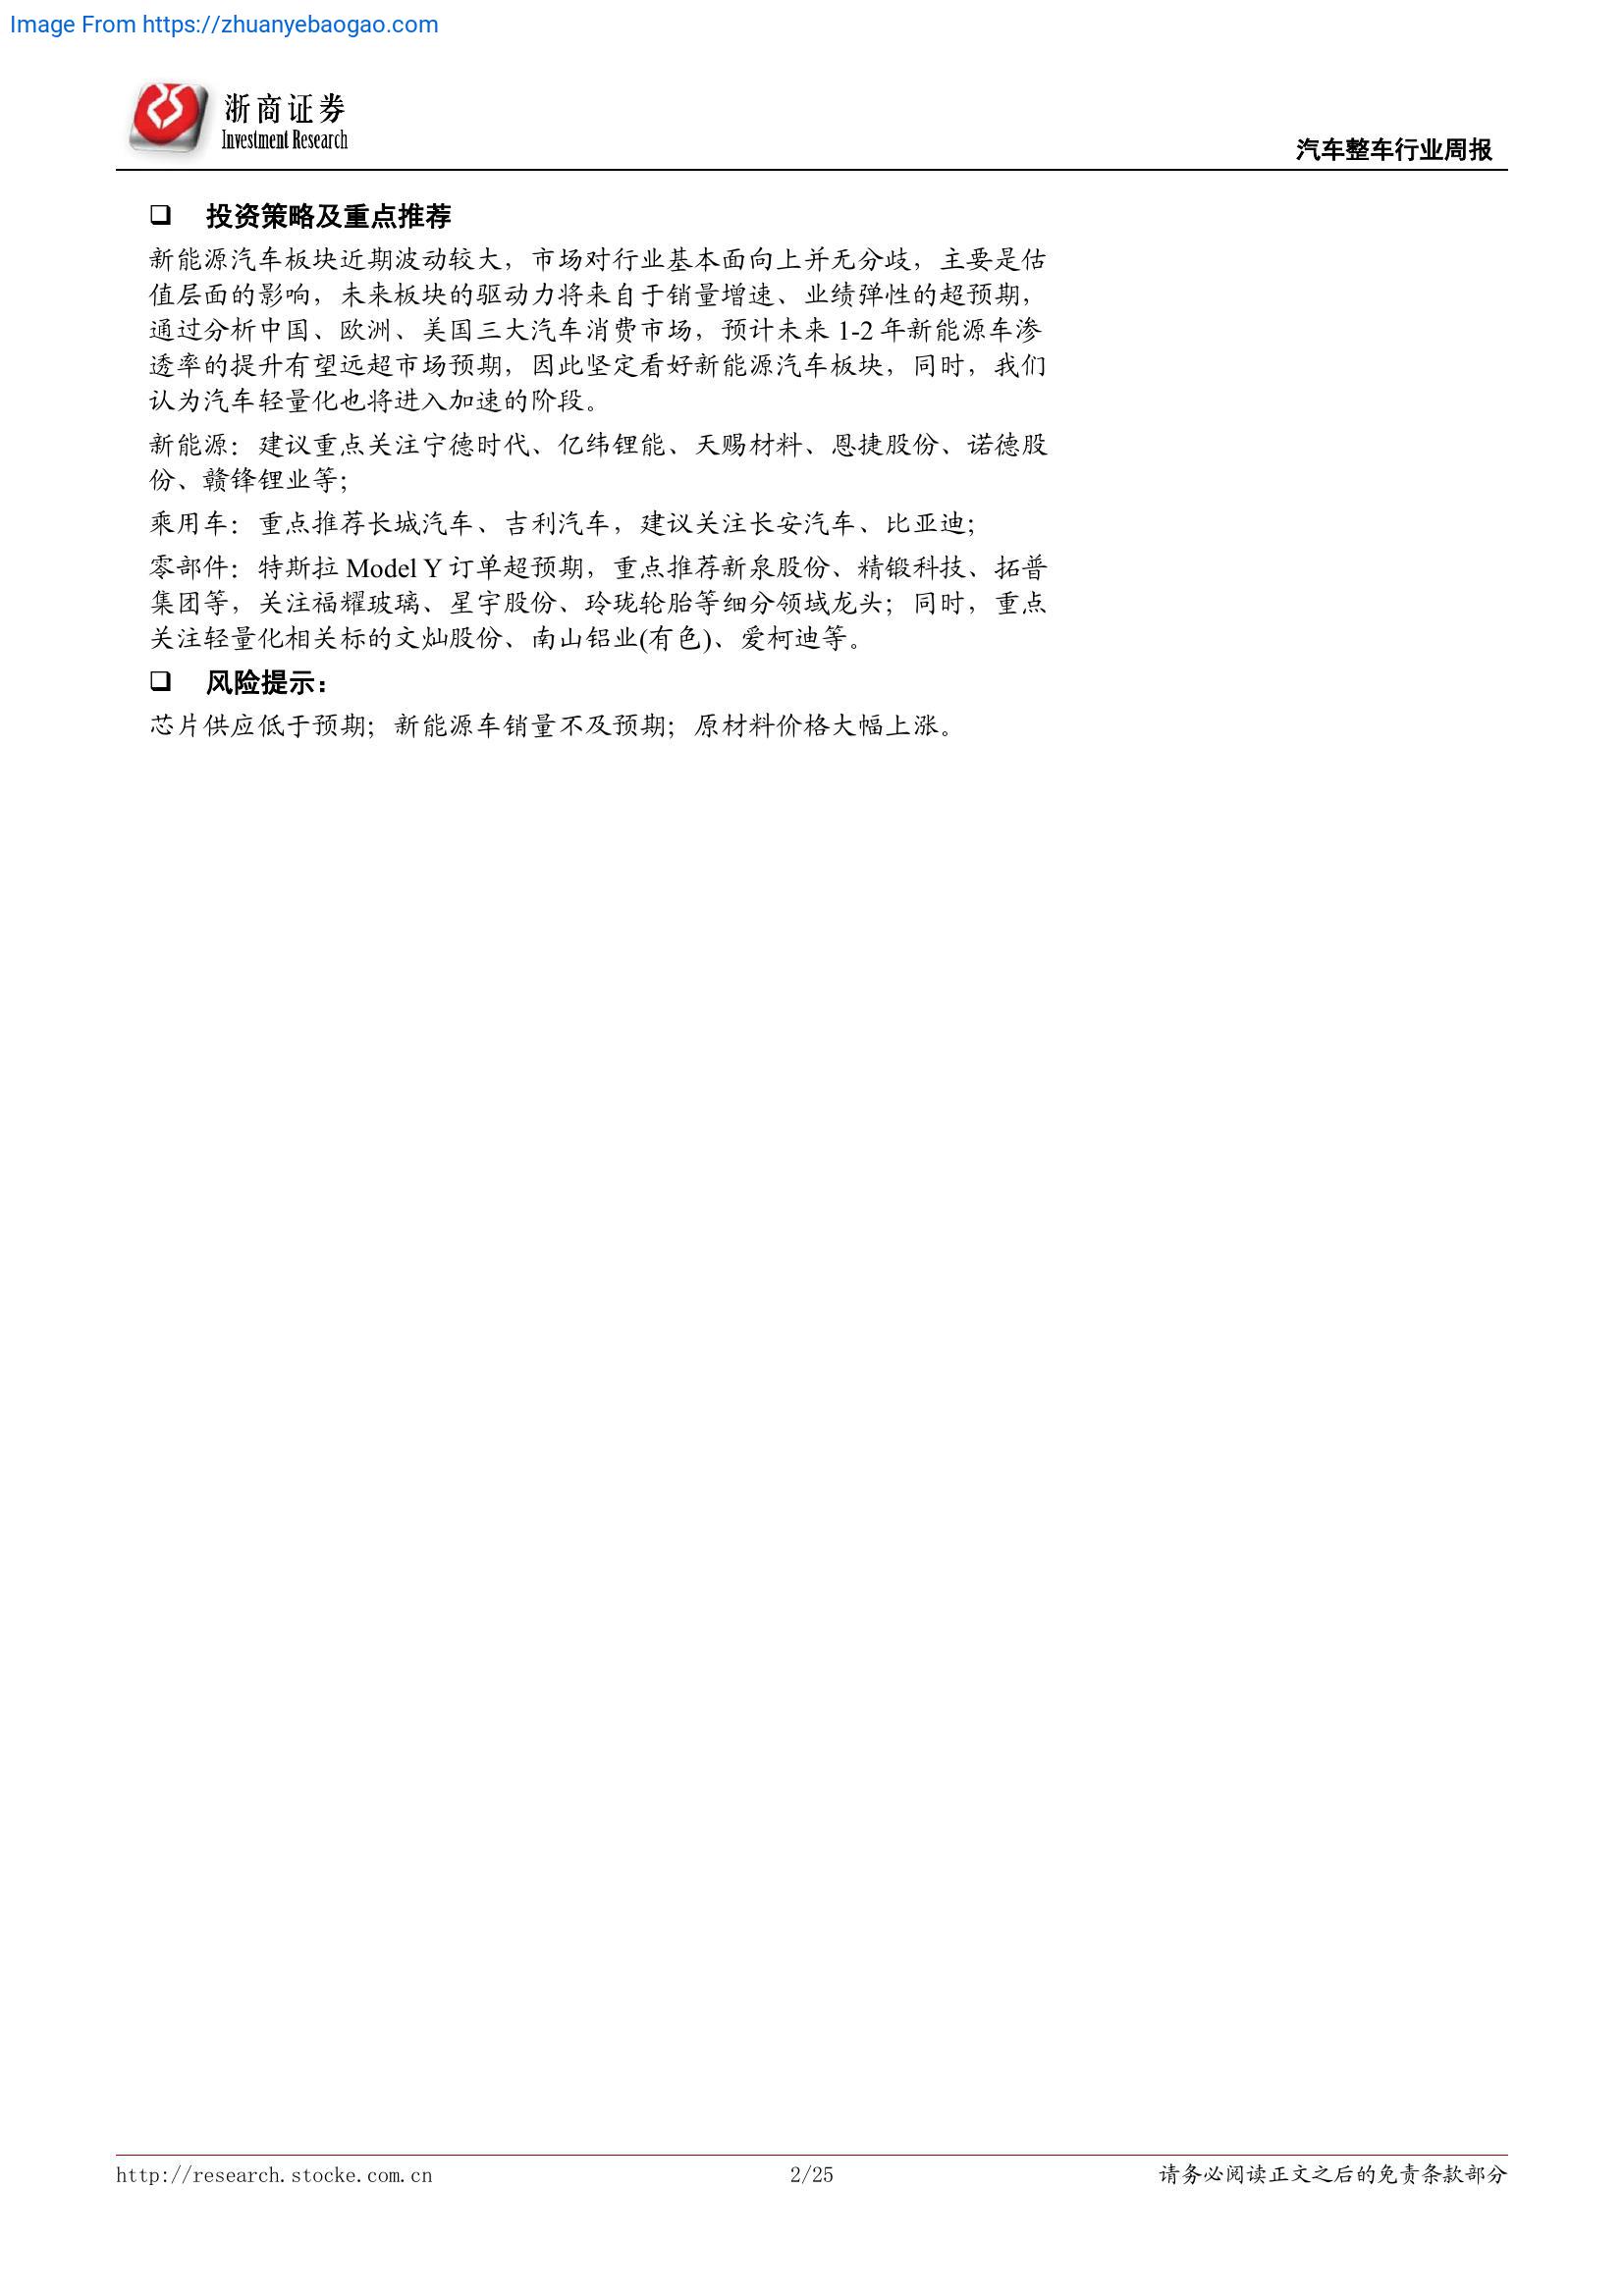 Image From https://zhuanyebaogao.com
浙商证券
Investment Research
汽车整车行业周报
❑ 投资策略及重点推荐
新能源汽车板块近期波动较大，市场对行业基本面向上并无分歧，主要是估
值层面的影响，未来板块的驱动力将来自于销量增速、业绩弹性的超预期，
通过分析中国、欧洲、美国三大汽车消费市场，预计未来 1-2 年新能源车渗
透率的提升有望远超市场预期，因此坚定看好新能源汽车板块，同时，我们
认为汽车轻量化也将进入加速的阶段。
新能源：建议重点关注宁德时代、亿纬锂能、天赐材料、恩捷股份、诺德股
份、赣锋锂业等；
乘用车：重点推荐长城汽车、吉利汽车，建议关注长安汽车、比亚迪；
零部件：特斯拉 Model Y 订单超预期，重点推荐新泉股份、精锻科技、拓普
集团等，关注福耀玻璃、星宇股份、玲珑轮胎等细分领域龙头；同时，重点
关注轻量化相关标的文灿股份、南山铝业(有色)、爱柯迪等。
❑ 风险提示：
芯片供应低于预期；新能源车销量不及预期；原材料价格大幅上涨。
http://research.stocke.com.cn
2/25
请务必阅读正文之后的免责条款部分